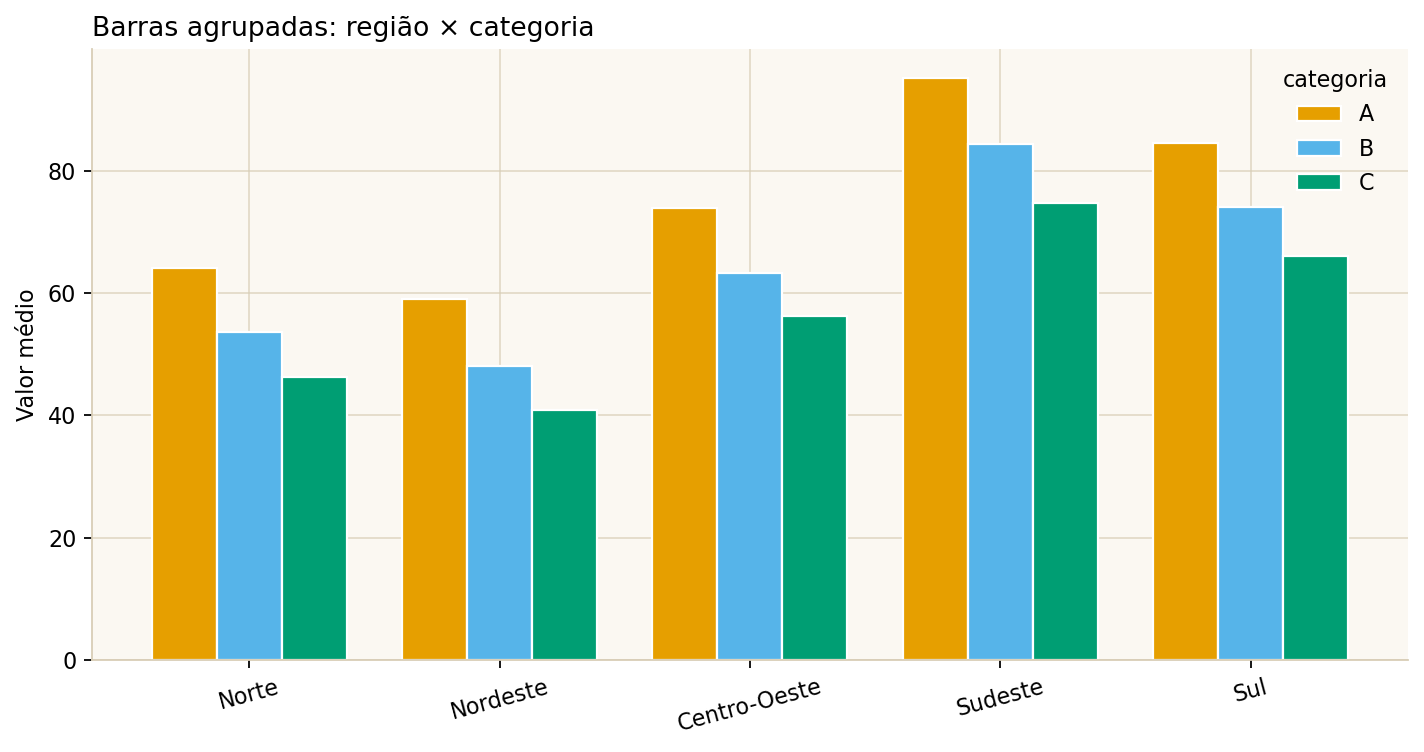 Barras agrupadas: região × categoria
categoria
A
B
C
Valor médio
80
60
40
20
0
Norte
Nordeste
Centro-Oeste
Sudeste
Sul